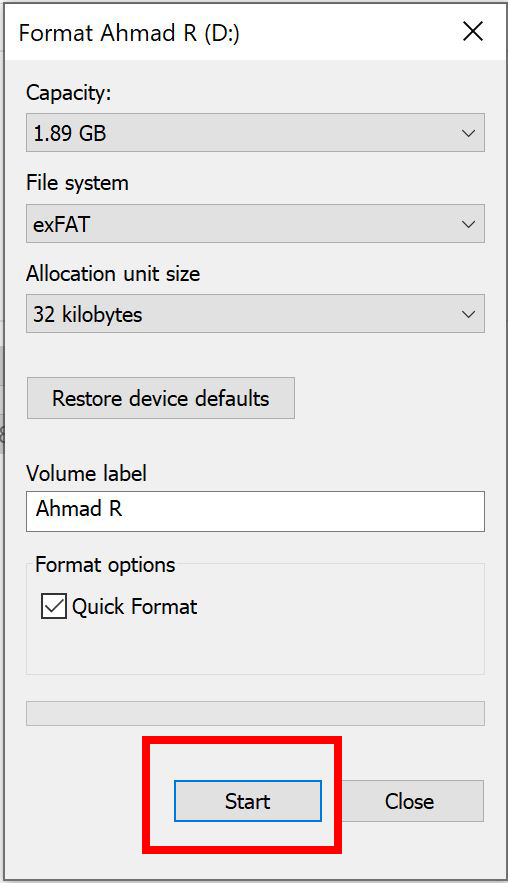 Format Ahmad R (D:)
Capacity:
1.89 GB
File system
exFAT
Allocation unit size
32 kilobytes
Restore device defaults
Volume label
Ahmad R
Format options
Quick Format
Start
Close